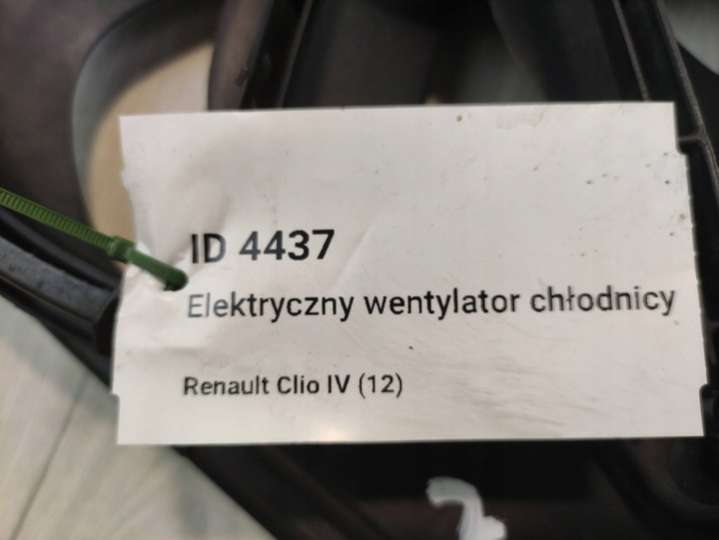 ID 4437
Elektryczny wentylator chłodnicy
Renault Clio IV (12)